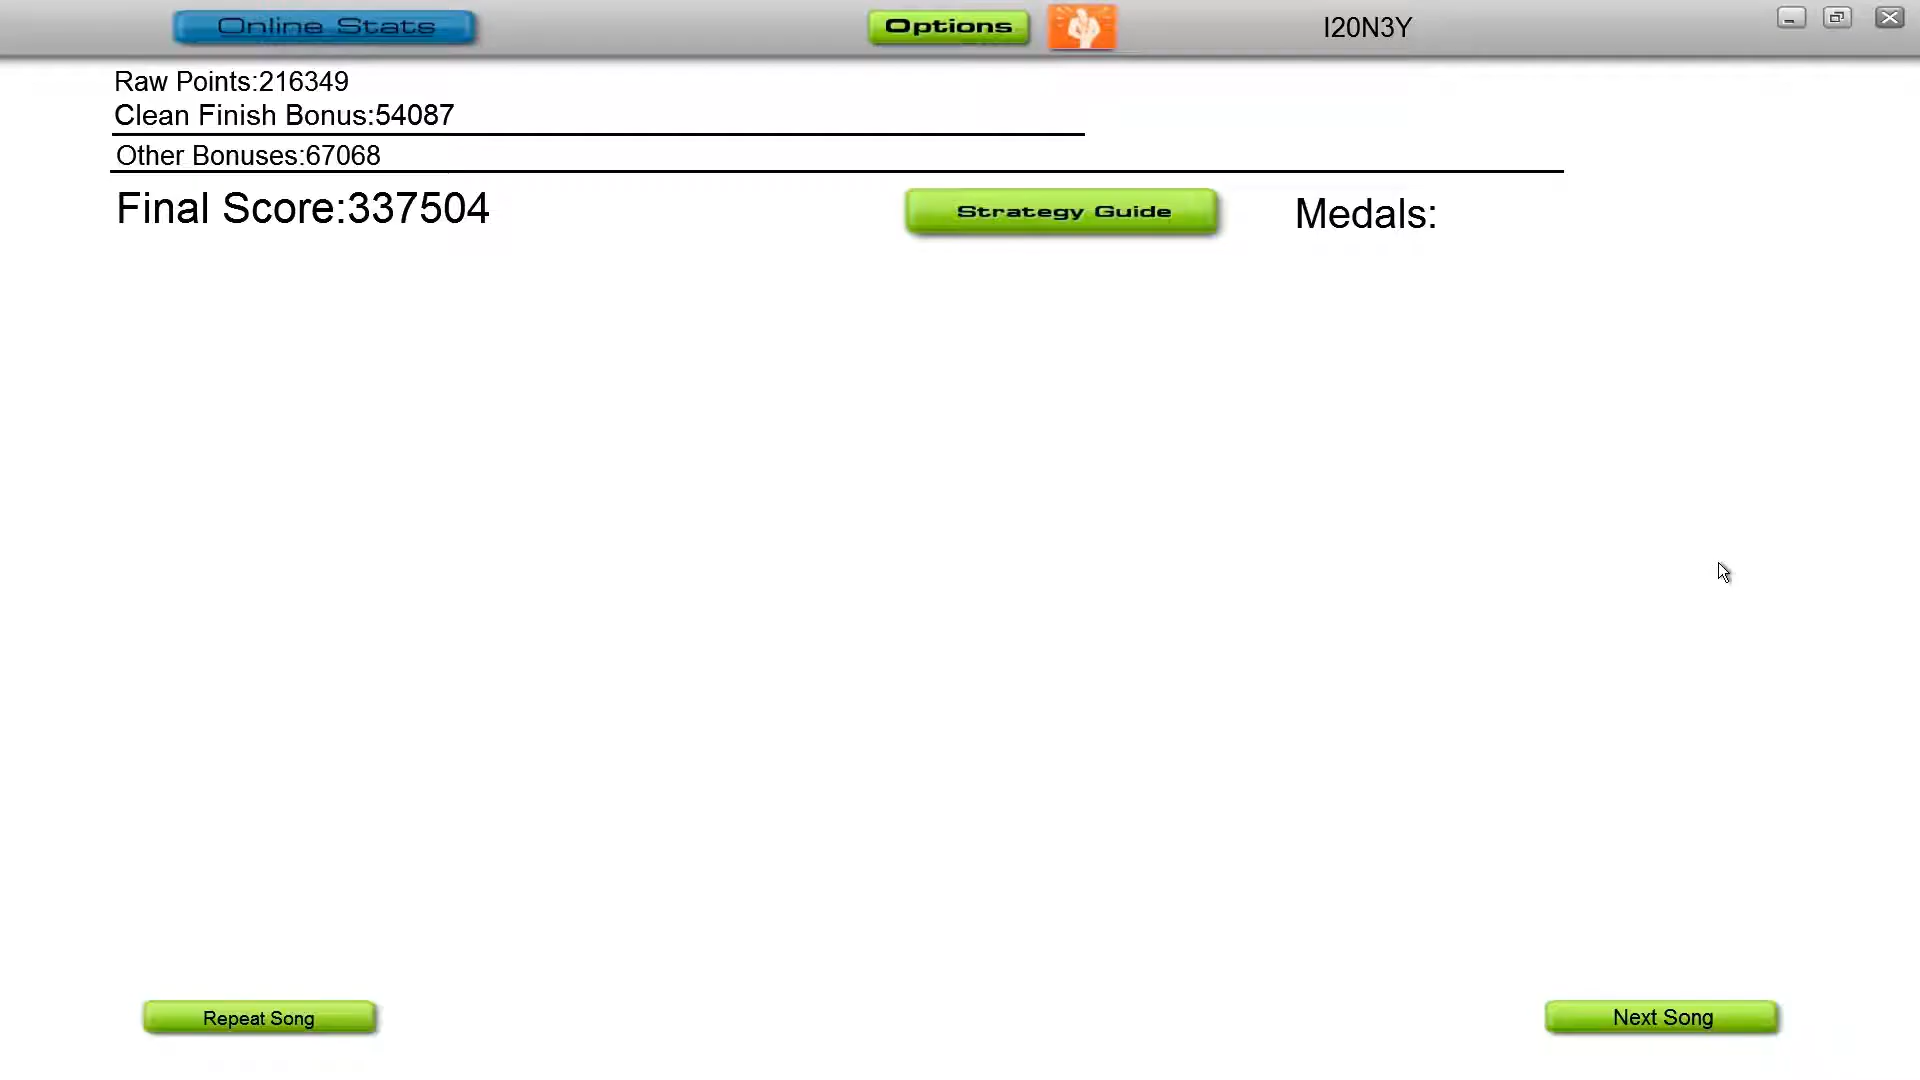 Online Stats
Options
I20N3Y
Raw Points:216349
Clean Finish Bonus:54087
Other Bonuses:67068
Final Score:337504
Strategy Guide
Medals:
Repeat Song
Next Song